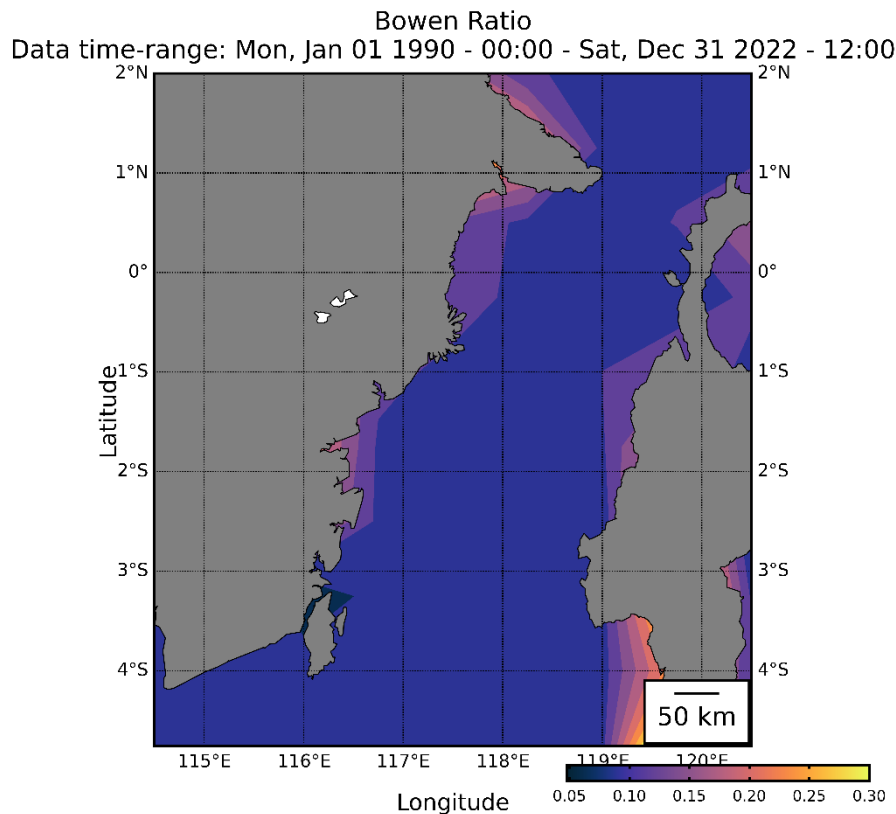 Bowen Ratio
Data time-range: Mon, Jan 01 1990 - 00:00 - Sat, Dec 31 2022 - 12:00
2°N 2°N
1°N 1°N
0° 0°
1°S 1°S
Latitude
2°S 2°S
3°S 3°S
4°S 4°S
50 km
115°E 116°E 117°E 118°E 119°E 120°E
0.05 0.10 0.15 0.20 0.25 0.30
Longitude